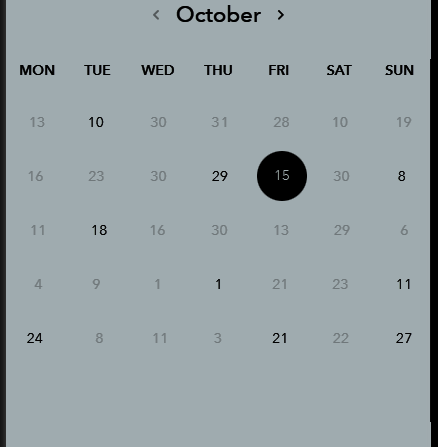 ‹ October ›
MON TUE WED THU FRI SAT SUN
13 10 30 31 28 10 19
16 23 30 29 15 30 8
11 18 16 30 13 29 6
4 9 1 1 21 23 11
24 8 11 3 21 22 27